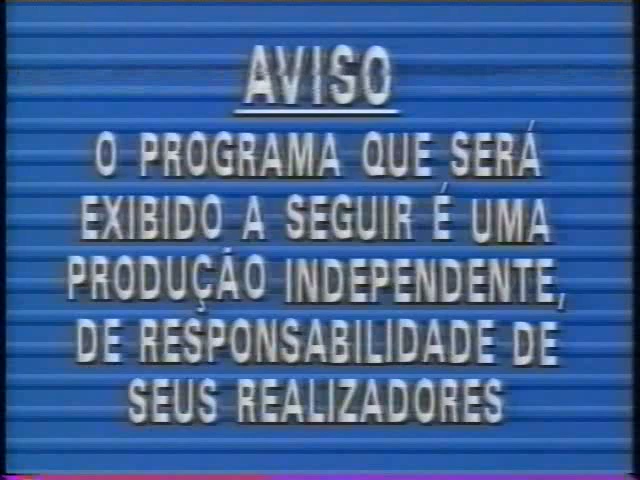 AVISO
O PROGRAMA QUE SERÁ
EXIBIDO A SEGUIR É UMA
PRODUÇÃO INDEPENDENTE,
DE RESPONSABILIDADE DE
SEUS REALIZADORES